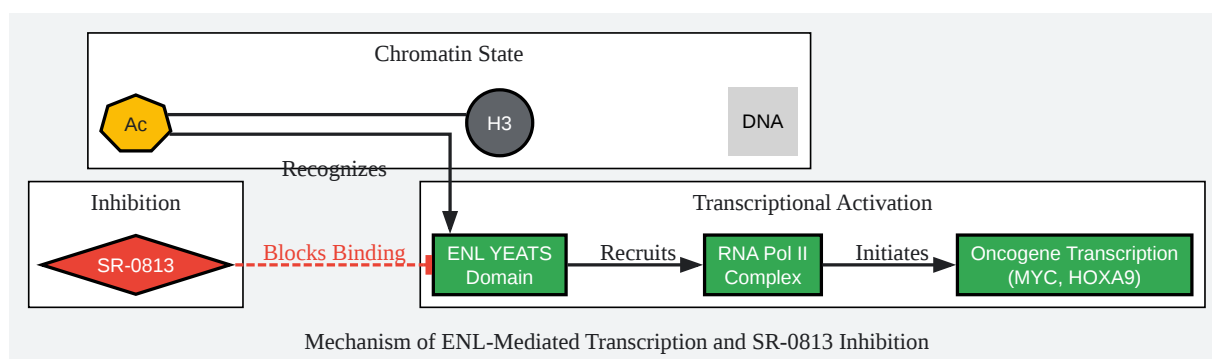 Chromatin State
Ac
H3
DNA
Recognizes
Inhibition
SR-0813
Blocks Binding
Transcriptional Activation
ENL YEATS
Domain
Recruits
RNA Pol II
Complex
Initiates
Oncogene Transcription
(MYC, HOXA9)
Mechanism of ENL-Mediated Transcription and SR-0813 Inhibition